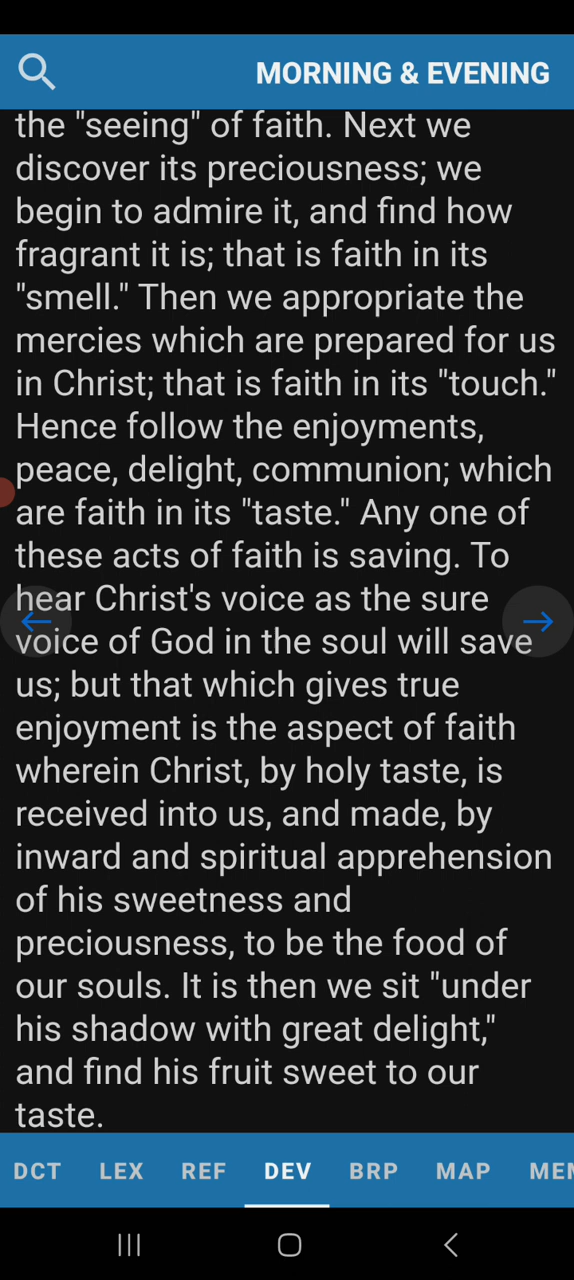 MORNING & EVENING
the "seeing" of faith. Next we
discover its preciousness; we
begin to admire it, and find how
fragrant it is; that is faith in its
"smell." Then we appropriate the
mercies which are prepared for us
in Christ; that is faith in its "touch."
Hence follow the enjoyments,
peace, delight, communion; which
are faith in its "taste." Any one of
these acts of faith is saving. To
hear Christ's voice as the sure
voice of God in the soul will save
us; but that which gives true
enjoyment is the aspect of faith
wherein Christ, by holy taste, is
received into us, and made, by
inward and spiritual apprehension
of his sweetness and
preciousness, to be the food of
our souls. It is then we sit "under
his shadow with great delight,"
and find his fruit sweet to our
taste.
DCT LEX REF DEV BRP MAP